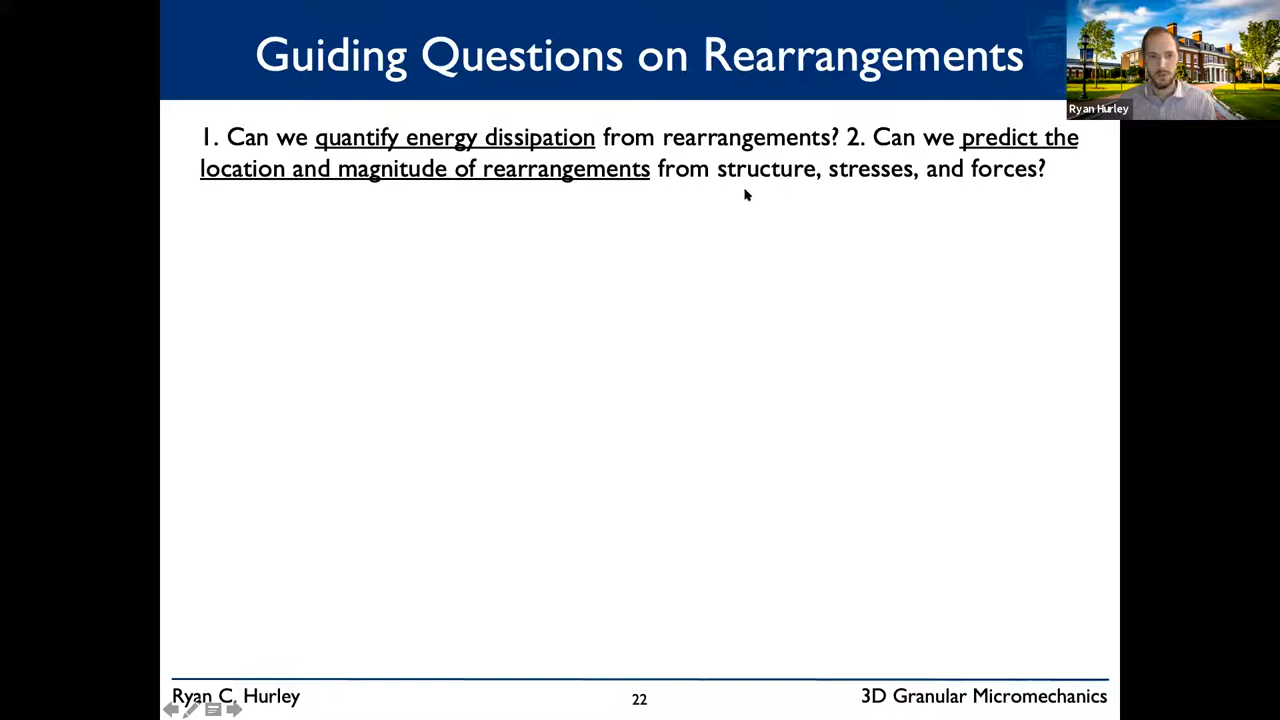 Guiding Questions on Rearrangements
Ryan Hurley
1. Can we quantify energy dissipation from rearrangements? 2. Can we predict the
location and magnitude of rearrangements from structure, stresses, and forces?
Ryan C. Hurley
22
3D Granular Micromechanics